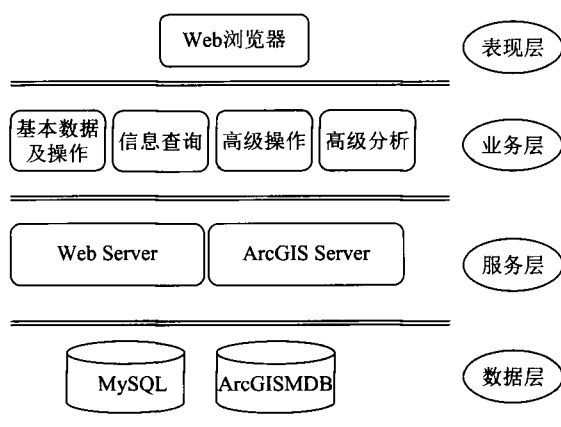 Web浏览器
表现层
基本数据
及操作
信息查询
高级操作
高级分析
业务层
Web Server
ArcGIS Server
服务层
MySQL
ArcGISMDB
数据层